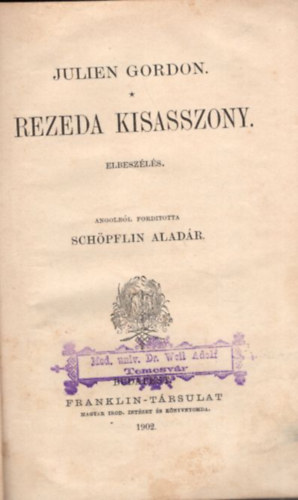 JULIEN GORDON.
*
REZEDA KISASSZONY.
ELBESZÉLÉS.
ANGOLBÓL FORDITOTTA
SCHÖPFLIN ALADÁR.
Med. univ. Dr. Weil Adolf
Temesvár
BUDAPEST
FRANKLIN-TÁRSULAT
MAGYAR IROD. INTÉZET ÉS KÖNYVNYOMDA.
1902.